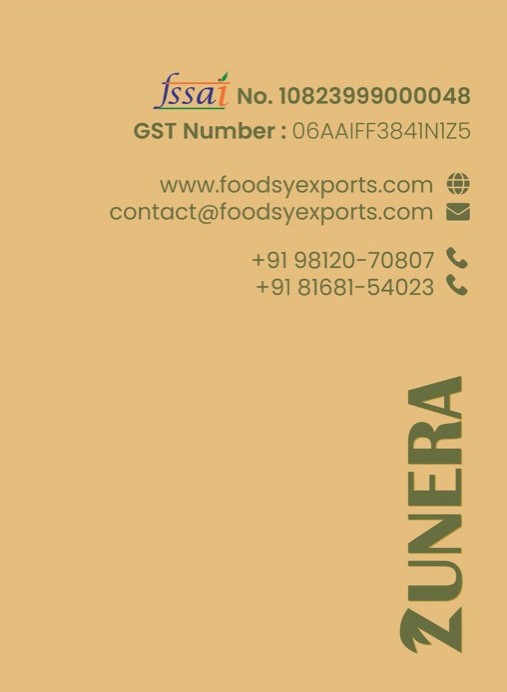 fssai No. 10823999000048
GST Number : 06AAIFF3841N1Z5
www.foodsyexports.com
contact@foodsyexports.com
+91 98120-70807
+91 81681-54023
ZUNERA